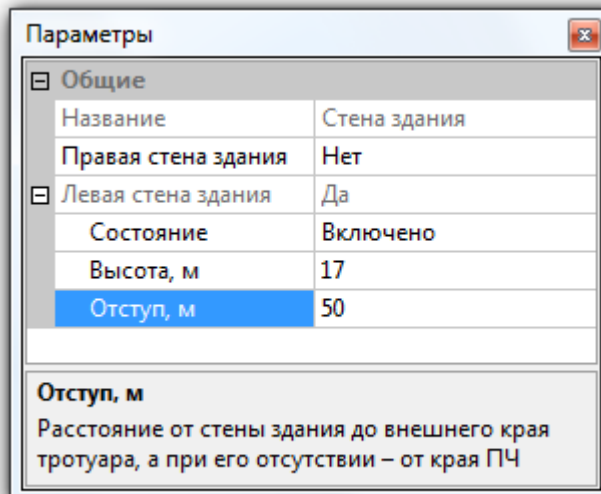 Параметры
Общие
Название Стена здания
Правая стена здания Нет
Левая стена здания Да
Состояние Включено
Высота, м 17
Отступ, м 50
Отступ, м
Расстояние от стены здания до внешнего края
тротуара, а при его отсутствии – от края ПЧ